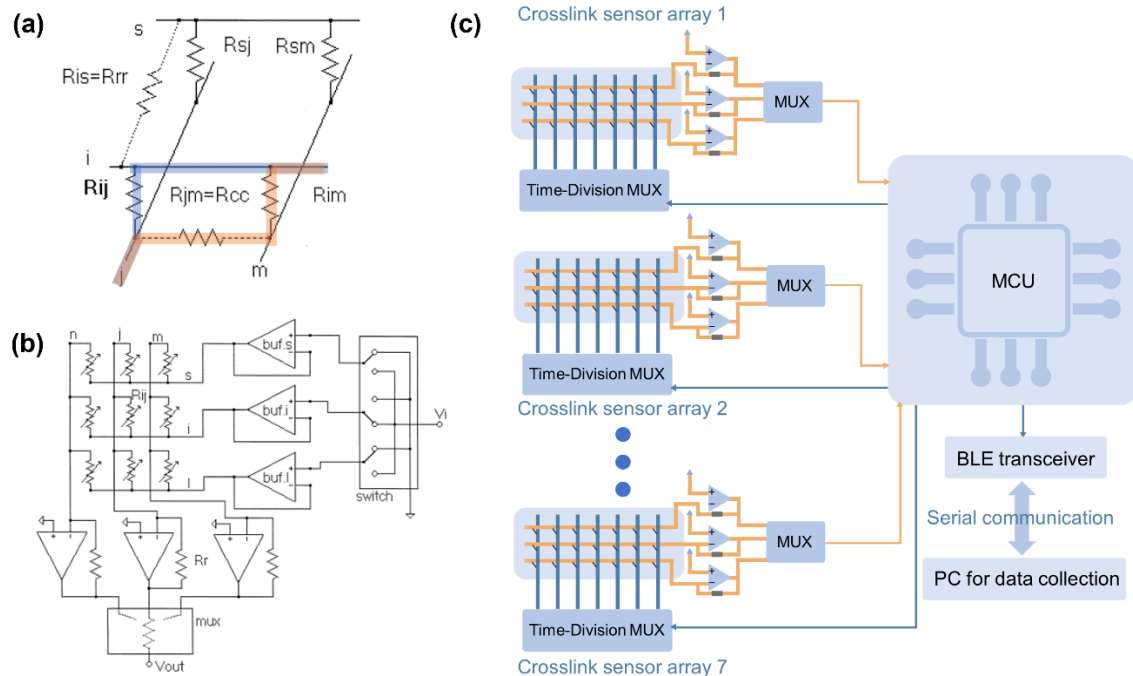 (a)
s
Rsj
Rsm
Ris=Rrr
i
Rij
Rjm=Rcc
Rim
j
m
(b)
n
j
m
s
buf.s
Rij
i
buf.i
Vi
l
buf.l
switch
Rr
mux
Vout
(c)
Crosslink sensor array 1
MUX
Time-Division MUX
MUX
Time-Division MUX
Crosslink sensor array 2
MUX
Time-Division MUX
Crosslink sensor array 7
MCU
BLE transceiver
Serial communication
PC for data collection